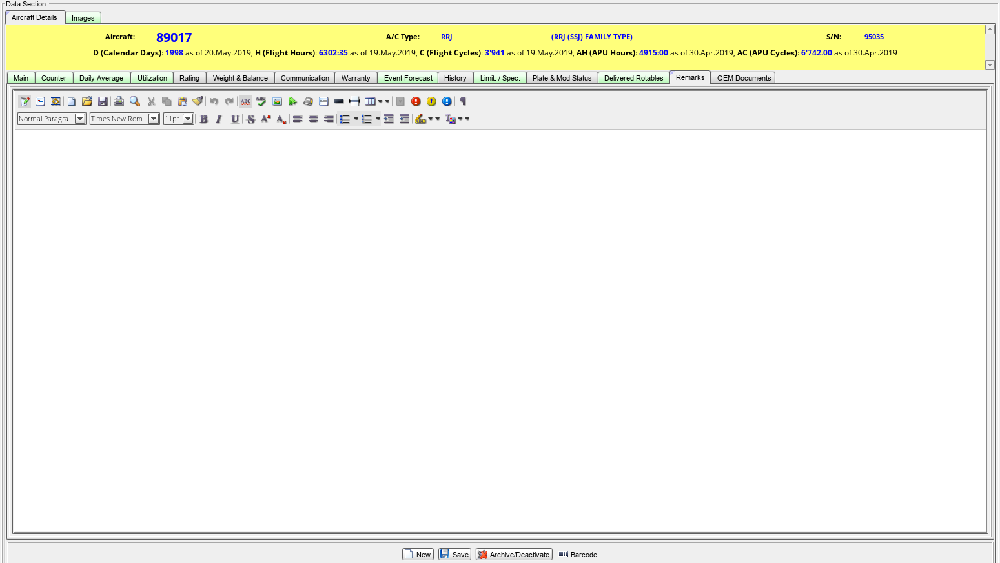 Data Section
Aircraft Details Images
Aircraft: 89017 A/C Type: RRJ (RRJ (SSJ) FAMILY TYPE) S/N: 95035
D (Calendar Days): 1998 as of 20.May.2019, H (Flight Hours): 6302:35 as of 19.May.2019, C (Flight Cycles): 3'941 as of 19.May.2019, AH (APU Hours): 4915:00 as of 30.Apr.2019, AC (APU Cycles): 6'742.00 as of 30.Apr.2019
Main Counter Daily Average Utilization Rating Weight & Balance Communication Warranty Event Forecast History Limit. / Spec. Plate & Mod Status Delivered Rotables Remarks OEM Documents
ABC ABC
Normal Paragra... Times New Rom... 11pt B I U S A B A B ABC T
New Save Archive/Deactivate Barcode